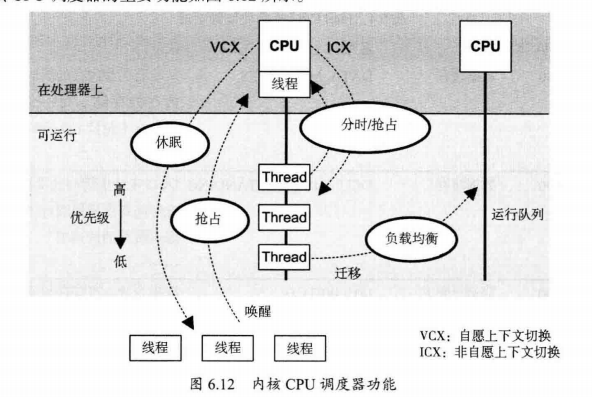 VCX
CPU
ICX
CPU
线程
在处理器上
可运行
休眠
分时/抢占
Thread
高
优先级
低
抢占
Thread
运行队列
负载均衡
Thread
迁移
唤醒
线程
线程
线程
VCX：自愿上下文切换
ICX：非自愿上下文切换
图 6.12 内核 CPU 调度器功能